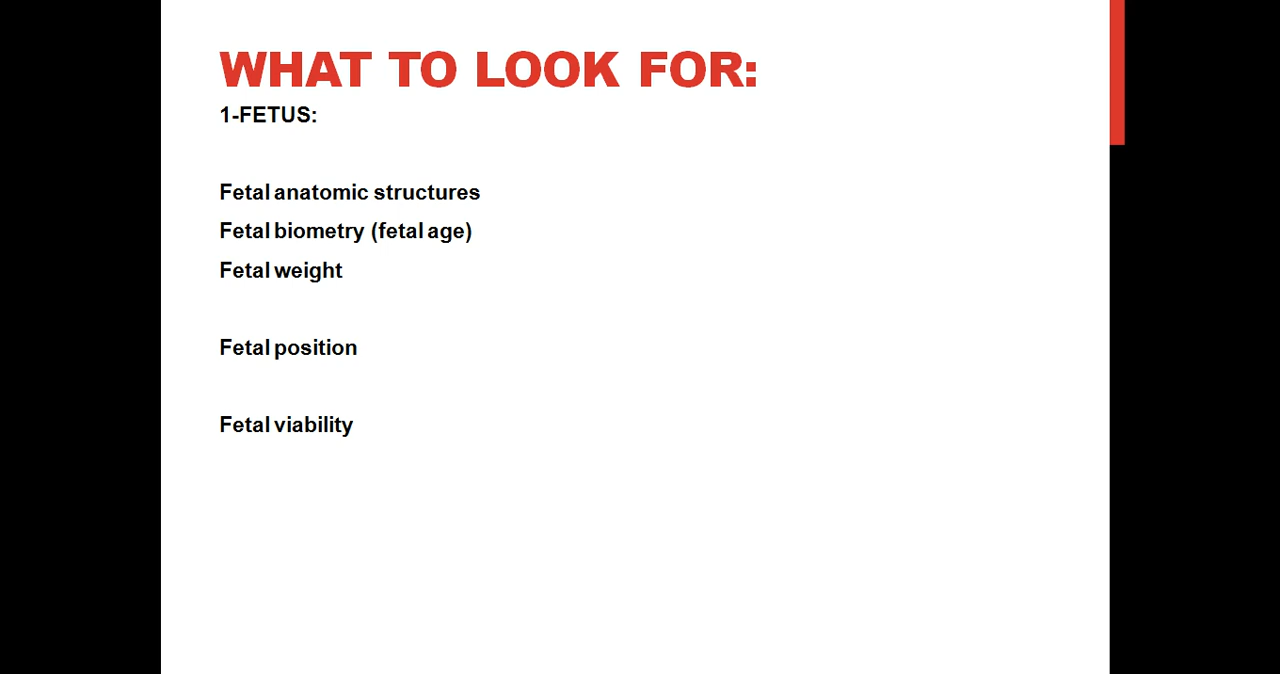 WHAT TO LOOK FOR:
1-FETUS:
Fetal anatomic structures
Fetal biometry (fetal age)
Fetal weight
Fetal position
Fetal viability